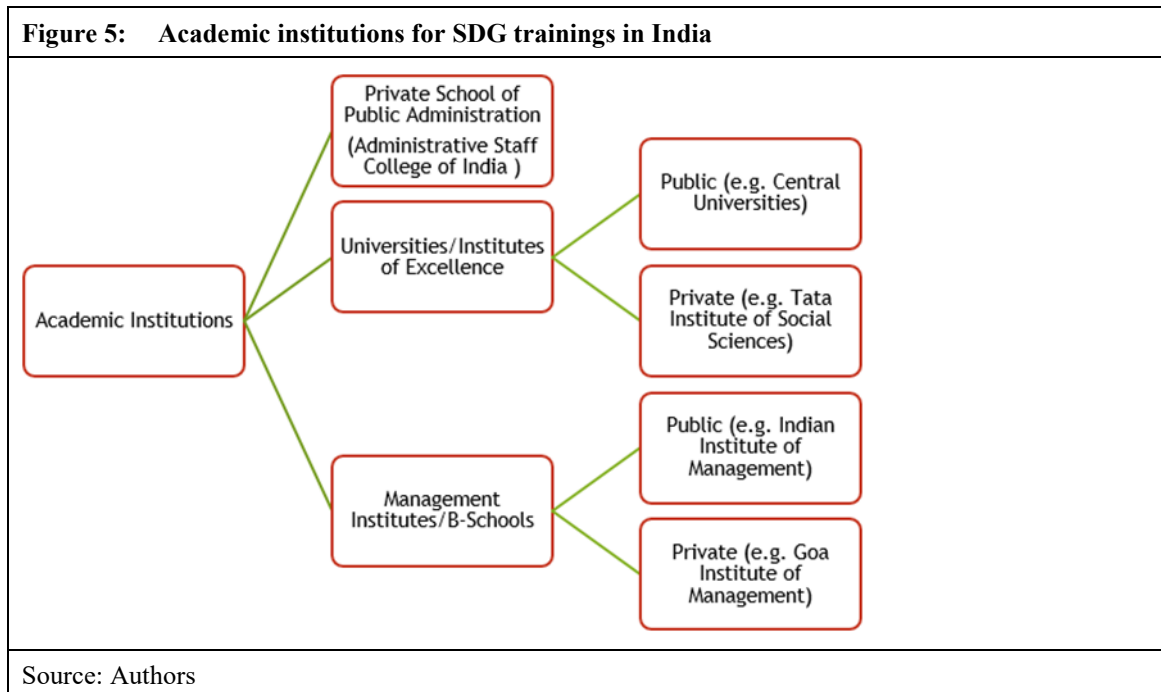 Figure 5: Academic institutions for SDG trainings in India
Private School of
Public Administration
(Administrative Staff
College of India )
Universities/Institutes
of Excellence
Public (e.g. Central
Universities)
Private (e.g. Tata
Institute of Social
Sciences)
Academic Institutions
Management
Institutes/B-Schools
Public (e.g. Indian
Institute of
Management)
Private (e.g. Goa
Institute of
Management)
Source: Authors